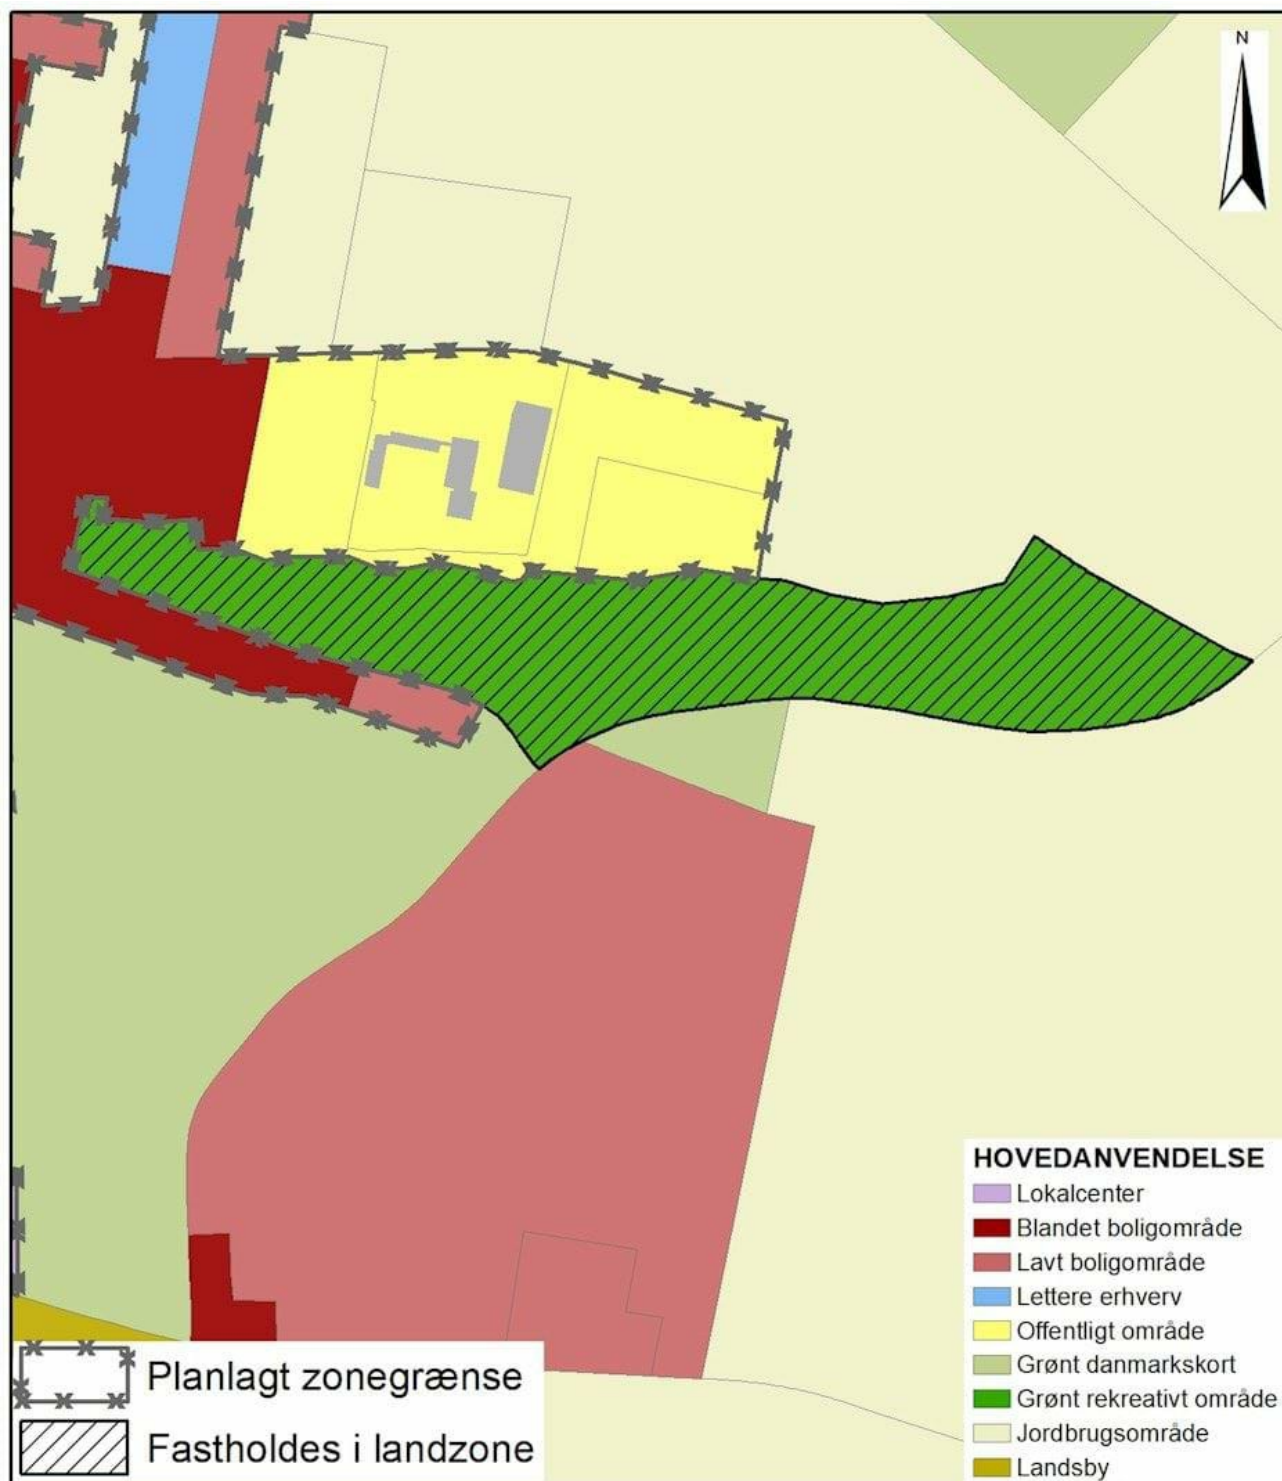 N
HOVEDANVENDELSE
Lokalcenter
Blandet boligområde
Lavt boligområde
Lettere erhverv
Offentligt område
Grønt danmarkskort
Grønt rekreativt område
Jordbrugsområde
Landsby
Planlagt zonegrænse
Fastholdes i landzone